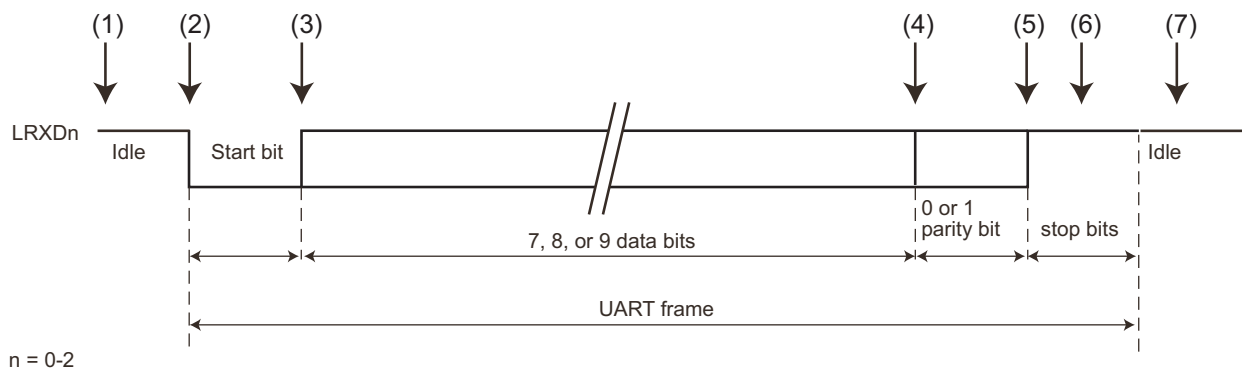 (1) (2) (3) (4) (5) (6) (7)
LRXDn
Idle Start bit Idle
0 or 1
parity bit
7, 8, or 9 data bits stop bits
UART frame
n = 0-2